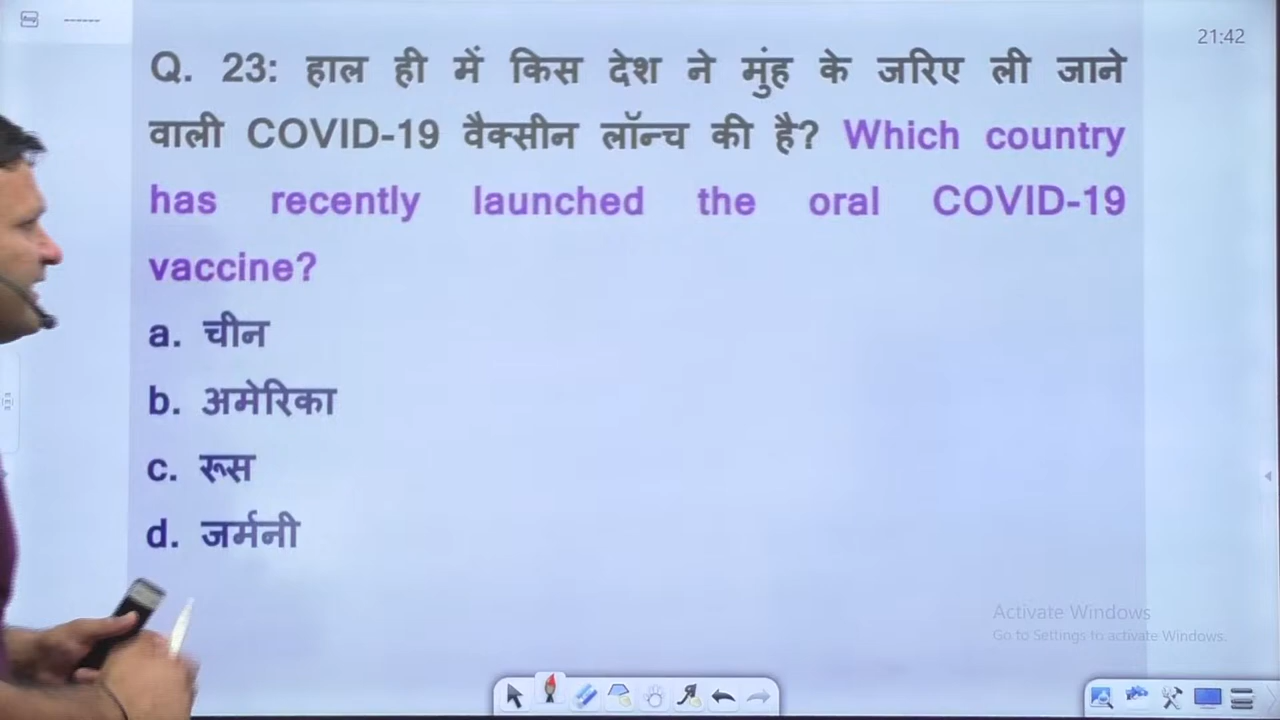 21:42
Q. 23: हाल ही में किस देश ने मुंह के जरिए ली जाने
वाली COVID-19 वैक्सीन लॉन्च की है? Which country
has recently launched the oral COVID-19
vaccine?
a. चीन
b. अमेरिका
c. रूस
d. जर्मनी
Activate Windows
Go to Settings to activate Windows.